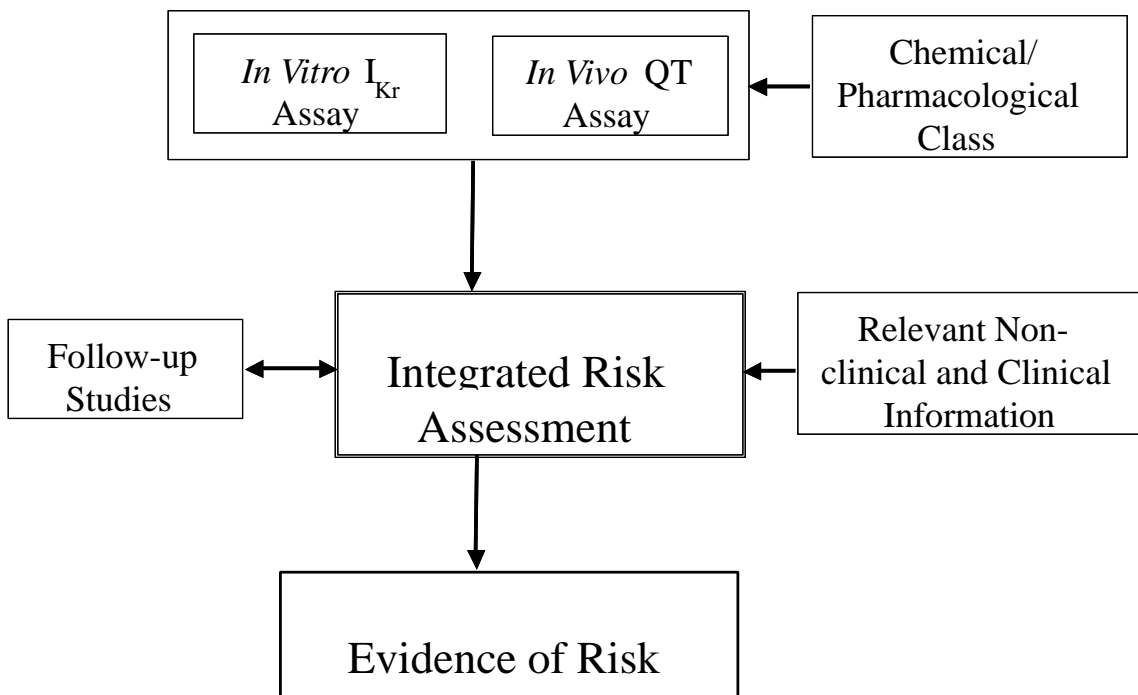 In Vitro I_Kr
Assay
In Vivo QT
Assay
Chemical/
Pharmacological
Class
Follow-up
Studies
Integrated Risk
Assessment
Relevant Non-
clinical and Clinical
Information
Evidence of Risk